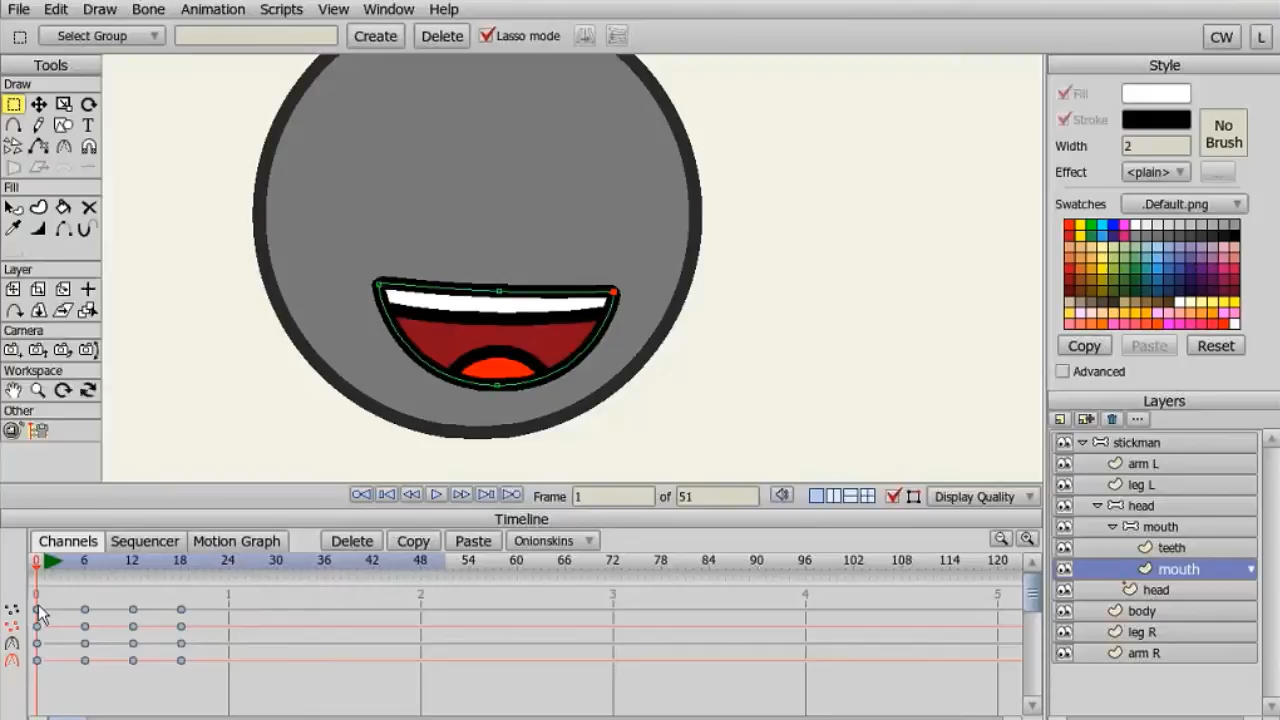 File Edit Draw Bone Animation Scripts View Window Help
Select Group Create Delete Lasso mode CW L
Tools
Draw
T
Fill
Layer
Camera
Workspace
Other
Style
Fill
Stroke
No Brush
Width 2
Effect <plain>
Swatches .Default.png
Copy Paste Reset
Advanced
Layers
stickman
arm L
leg L
head
mouth
teeth
mouth
head
body
leg R
arm R
Frame 1 of 51 Display Quality
Timeline
Channels Sequencer Motion Graph Delete Copy Paste Onionskins
0 6 12 18 24 30 36 42 48 54 60 66 72 78 84 90 96 102 108 114 120
0 1 2 3 4 5